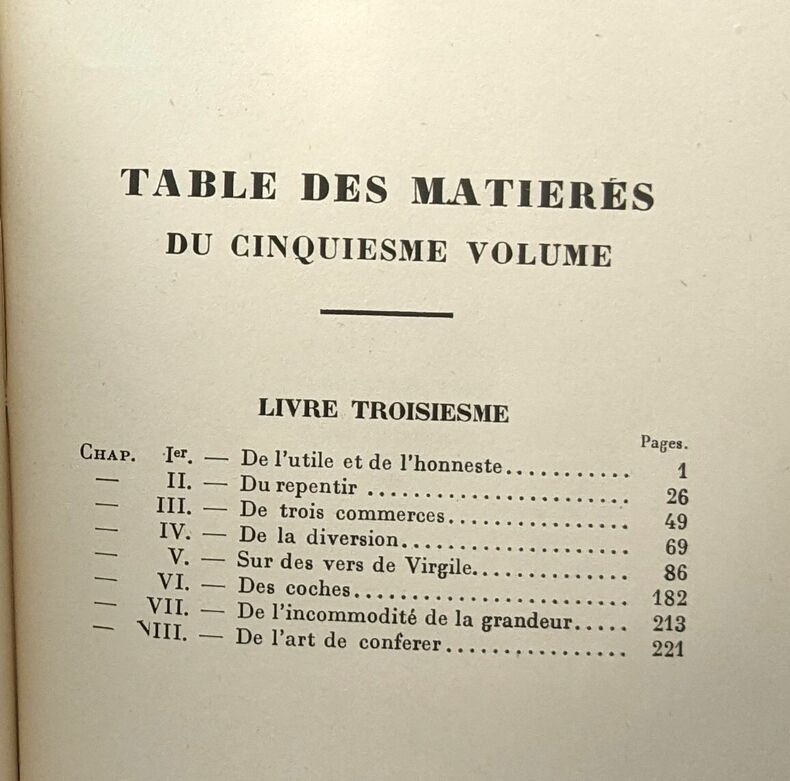 TABLE DES MATIERÉS
DU CINQUIESME VOLUME
LIVRE TROISIESME
Pages.
CHAP. Ier. — De l'utile et de l'honneste........... 1
— II. — Du repentir ....................... 26
— III. — De trois commerces................ 49
— IV. — De la diversion.................... 69
— V. — Sur des vers de Virgile.............. 86
— VI. — Des coches........................ 182
— VII. — De l'incommodité de la grandeur..... 213
— VIII. — De l'art de conferer................ 221